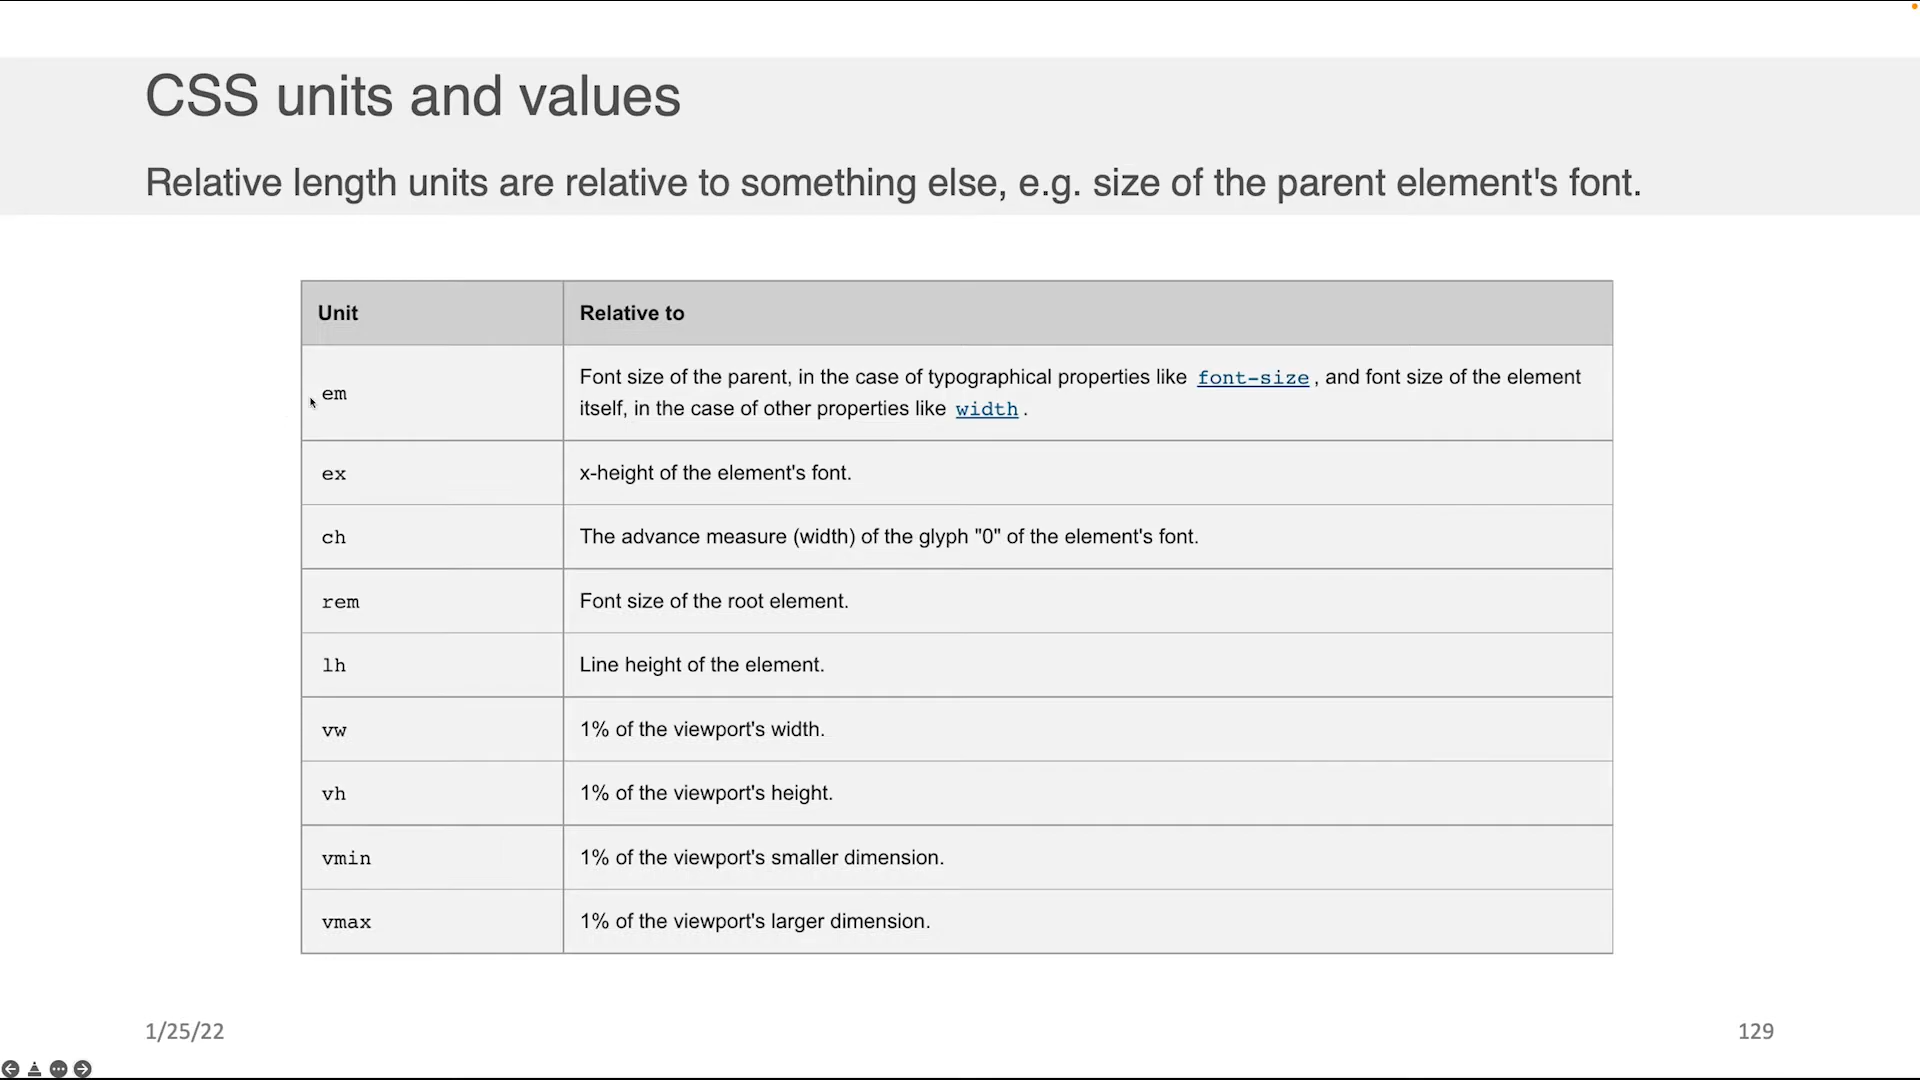 CSS units and values
Relative length units are relative to something else, e.g. size of the parent element's font.
Unit Relative to
em Font size of the parent, in the case of typographical properties like font-size, and font size of the element
itself, in the case of other properties like width.
ex x-height of the element's font.
ch The advance measure (width) of the glyph "0" of the element's font.
rem Font size of the root element.
lh Line height of the element.
vw 1% of the viewport's width.
vh 1% of the viewport's height.
vmin 1% of the viewport's smaller dimension.
vmax 1% of the viewport's larger dimension.
1/25/22 129